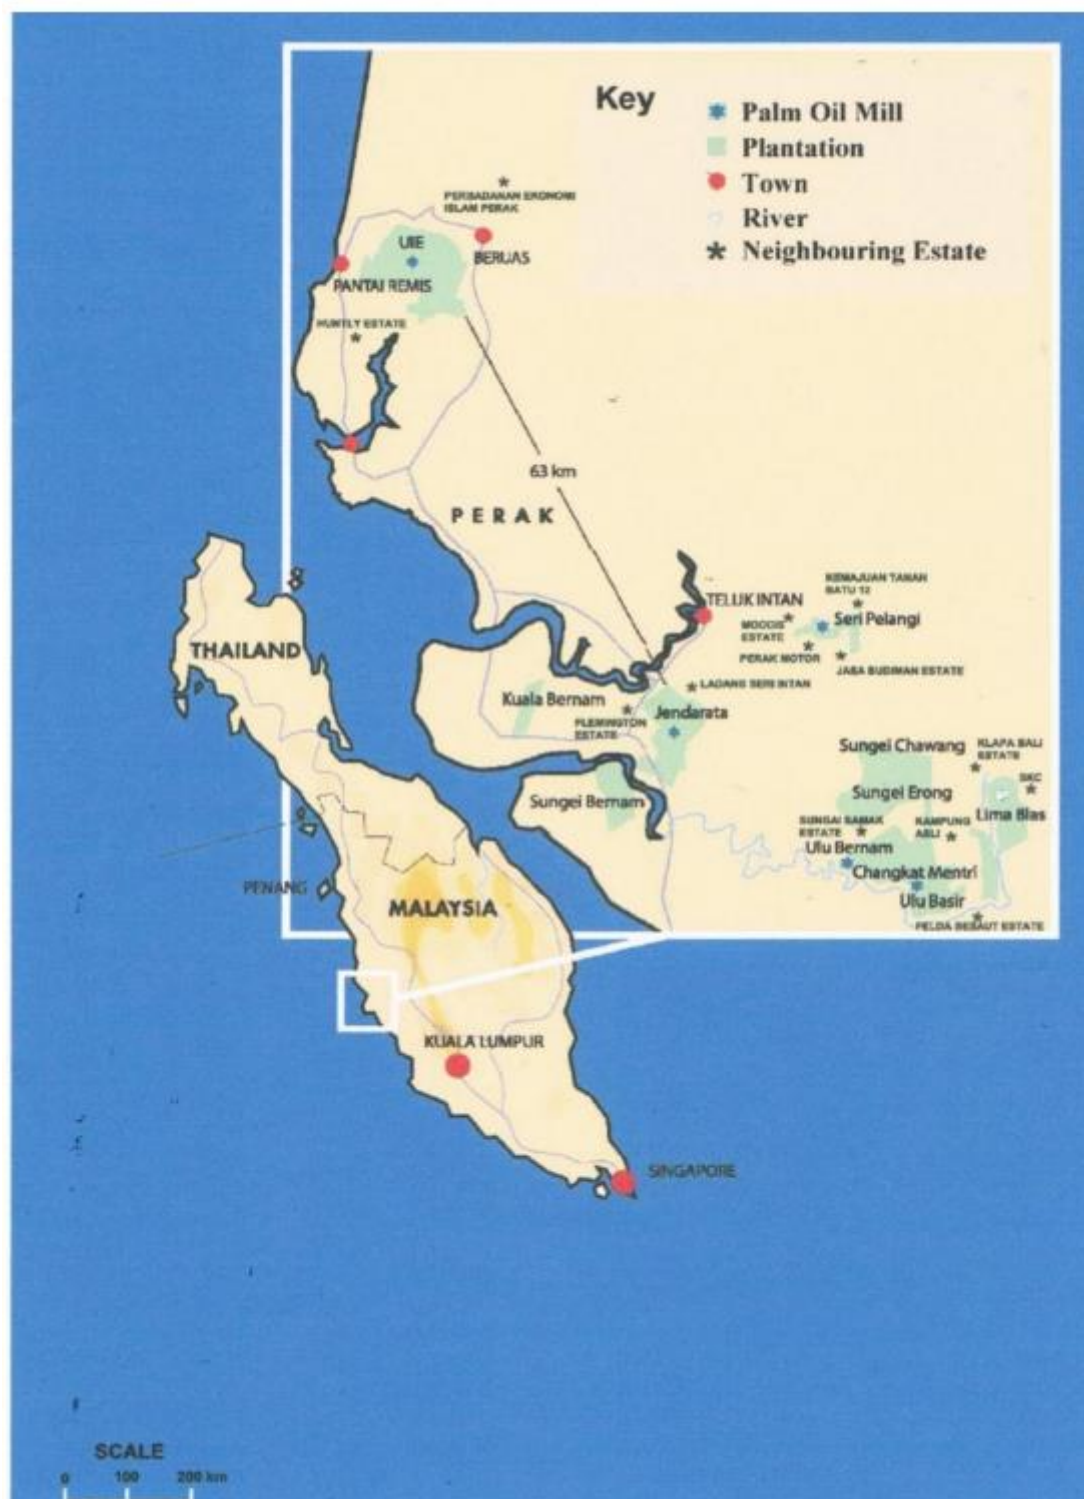 Key
Palm Oil Mill
Plantation
Town
River
Neighbouring Estate
PERBADANAN EKONOMI
ISLAM PERAK
UIE
BERUAS
PANTAI REMIS
HUNTLY ESTATE
63 km
PERAK
KEMAJUAN TANAH
BATU 12
TELUK INTAN
MOCCIS
ESTATE
Seri Pelangi
PERAK MOTOR
JASA BUDIMAN ESTATE
THAILAND
LADANG SERI INTAN
Kuala Bernam
Jendarata
FLEMINGTON
ESTATE
Sungei Chawang
KLAPA BALI
ESTATE
SKC
Sungei Erong
Sungei Bernam
Lima Blas
SUNGAI SAMAK
ESTATE
KAMPUNG
ASLI
Ulu Bernam
Changkat Mentri
Ulu Basir
FELDA BESAUT ESTATE
PENANG
MALAYSIA
KUALA LUMPUR
SINGAPORE
SCALE
0 100 200 km